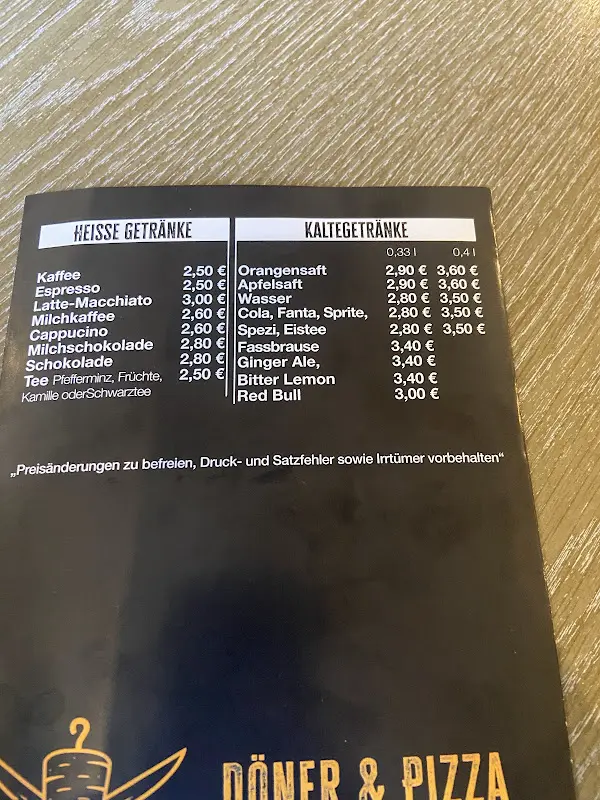 HEISSE GETRÄNKE
Kaffee 2,50 €
Espresso 2,50 €
Latte-Macchiato 3,00 €
Milchkaffee 2,60 €
Cappucino 2,60 €
Milchschokolade 2,80 €
Schokolade 2,80 €
Tee Pfefferminz, Früchte, 2,50 €
Kamille oderSchwarztee
KALTEGETRÄNKE
0,33 l 0,4 l
Orangensaft 2,90 € 3,60 €
Apfelsaft 2,90 € 3,60 €
Wasser 2,80 € 3,50 €
Cola, Fanta, Sprite, 2,80 € 3,50 €
Spezi, Eistee 2,80 € 3,50 €
Fassbrause 3,40 €
Ginger Ale, 3,40 €
Bitter Lemon 3,40 €
Red Bull 3,00 €
„Preisänderungen zu befreien, Druck- und Satzfehler sowie Irrtümer vorbehalten“
DÖNER & PIZZA